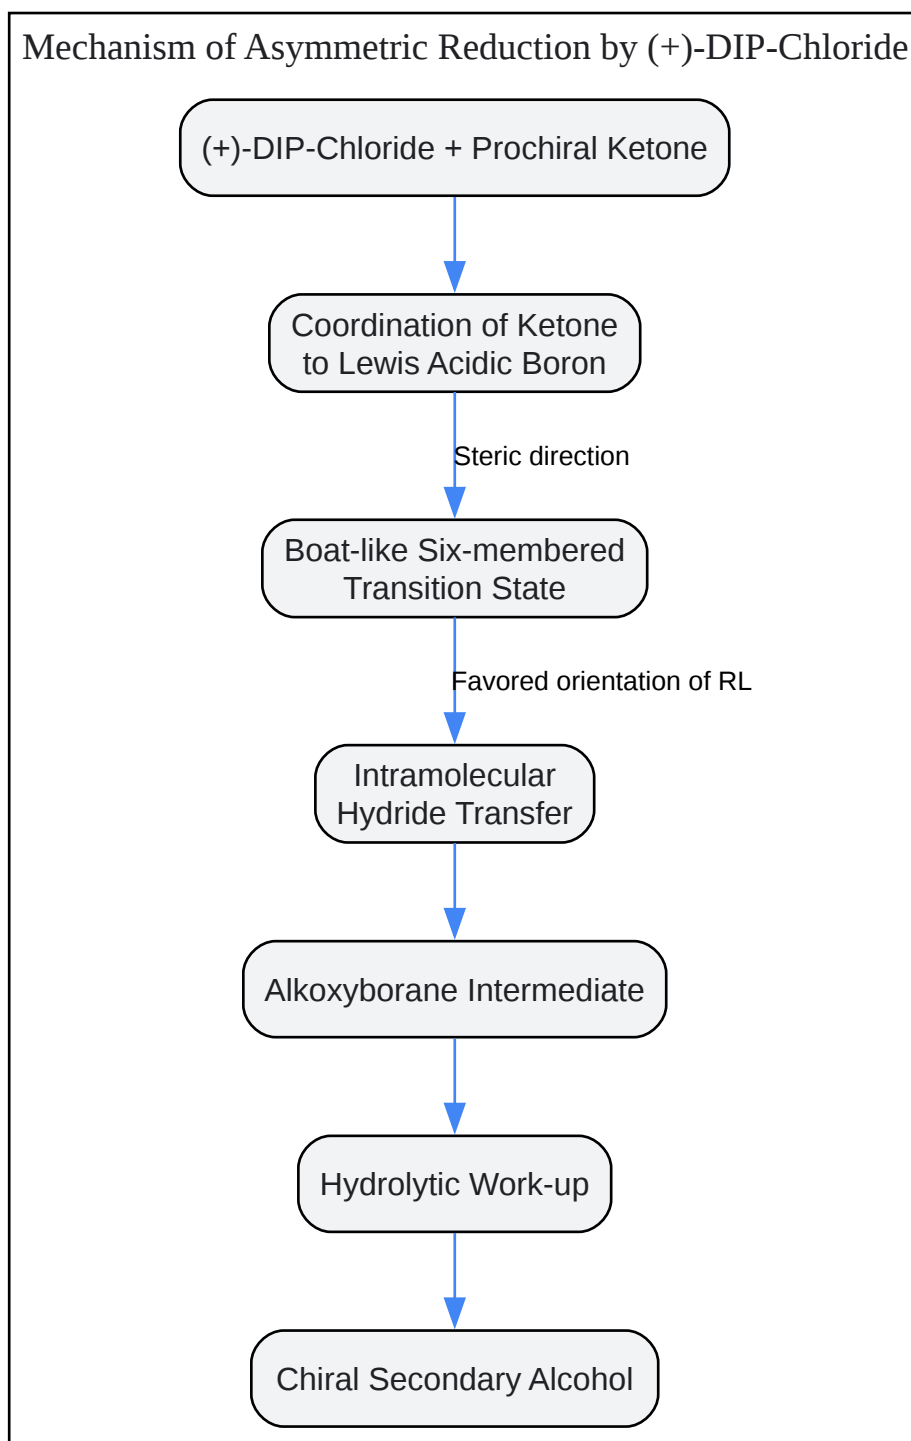 Mechanism of Asymmetric Reduction by (+)-DIP-Chloride
(+)-DIP-Chloride + Prochiral Ketone
Coordination of Ketone
to Lewis Acidic Boron
Steric direction
Boat-like Six-membered
Transition State
Favored orientation of RL
Intramolecular
Hydride Transfer
Alkoxyborane Intermediate
Hydrolytic Work-up
Chiral Secondary Alcohol